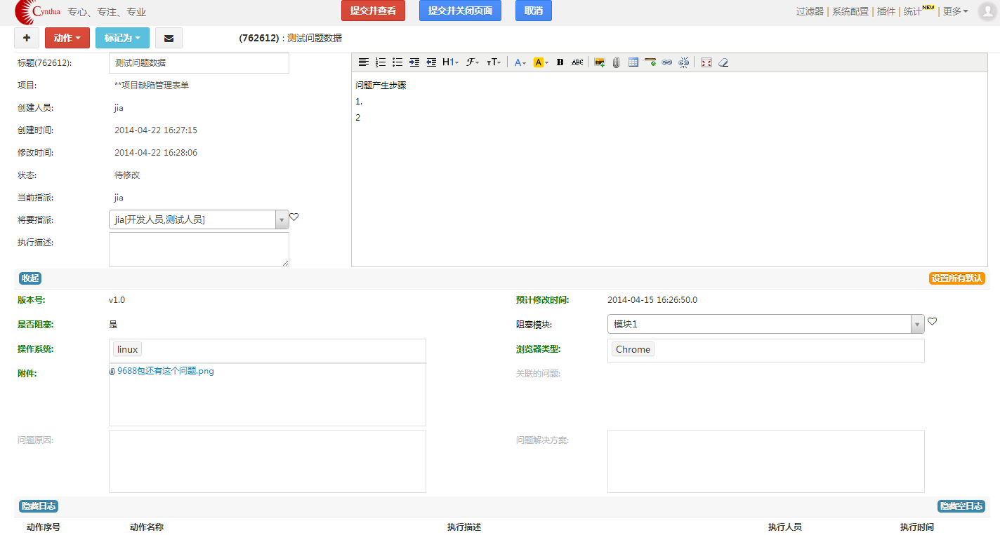 Cynthia 专心、专注、专业 提交并查看 提交并关闭页面 取消 过滤器 | 系统配置 | 插件 | 统计 NEW | 更多
+ 动作 标记为 (762612) : 测试问题数据
标题(762612): 测试问题数据
H1 ℱ тT A A B ABC
项目: **项目缺陷管理表单
问题产生步骤
1.
2
创建人员: jia
创建时间: 2014-04-22 16:27:15
修改时间: 2014-04-22 16:28:06
状态: 待修改
当前指派: jia
将要指派: jia[开发人员,测试人员]
执行描述:
收起 设置所有默认
版本号: v1.0 预计修改时间: 2014-04-15 16:26:50.0
是否阻塞: 是 阻塞模块: 模块1
操作系统: linux 浏览器类型: Chrome
附件: 9688包还有这个问题.png 关联的问题:
问题原因: 问题解决方案:
隐藏日志 隐藏空日志
动作序号 动作名称 执行描述 执行人员 执行时间